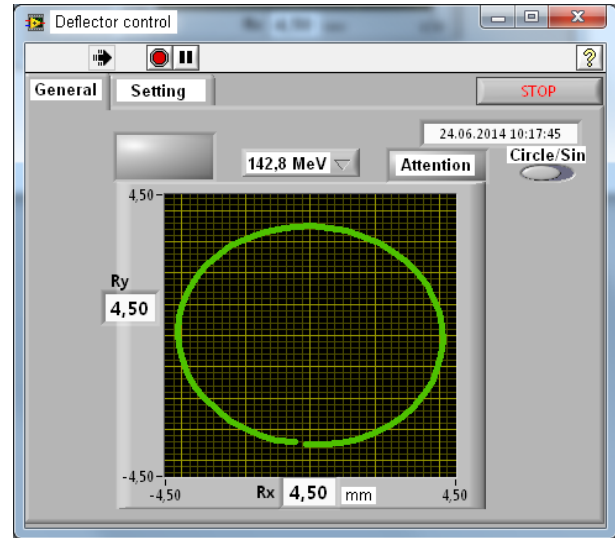 Deflector control
General Setting STOP
24.06.2014 10:17:45
142,8 MeV Attention Circle/Sin
4,50
Ry
4,50
-4,50
-4,50 Rx 4,50 mm 4,50